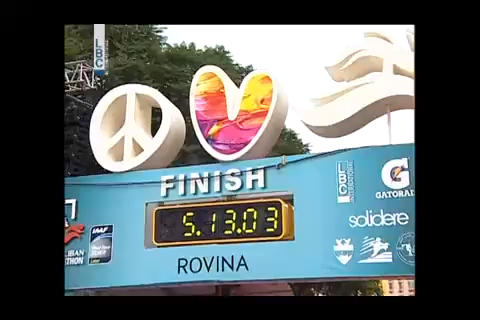 LBC
FINISH
5.13.03
ROVINA
LBC
G
GATORADE
solidere
IAAF